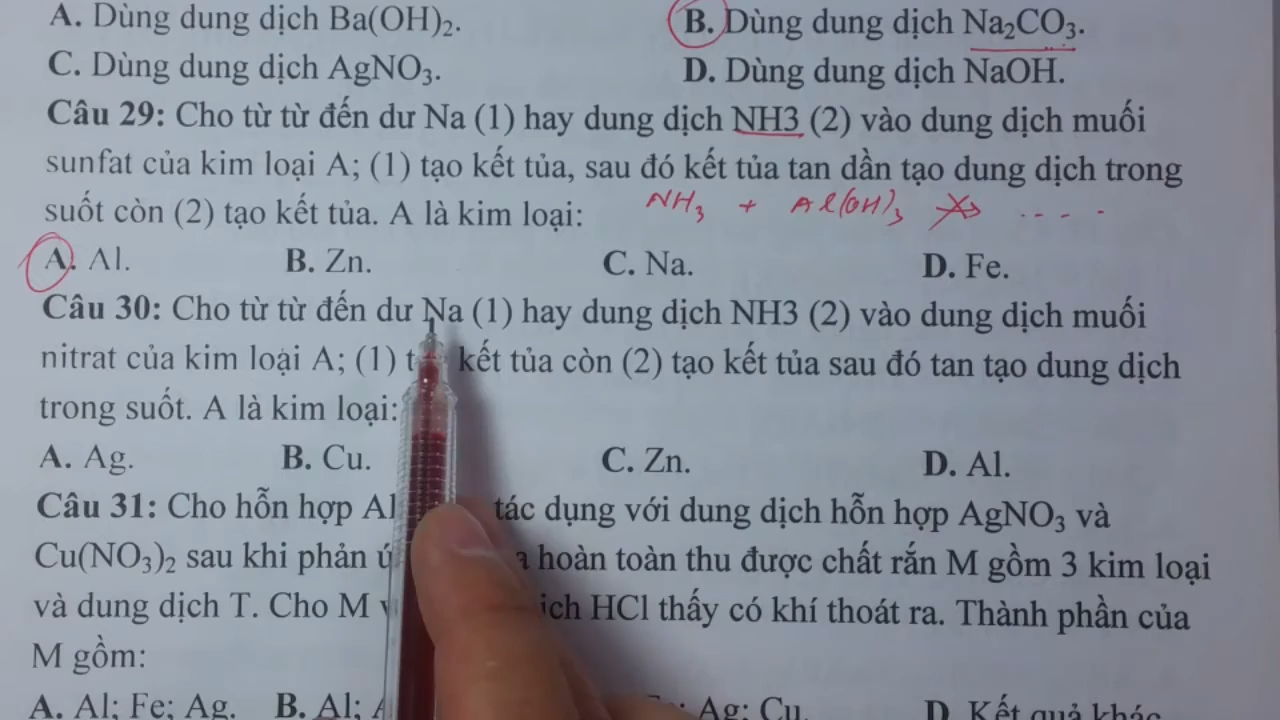 A. Dùng dung dịch Ba(OH)₂. B. Dùng dung dịch Na₂CO₃.
C. Dùng dung dịch AgNO₃. D. Dùng dung dịch NaOH.
Câu 29: Cho từ từ đến dư Na (1) hay dung dịch NH3 (2) vào dung dịch muối
sunfat của kim loại A; (1) tạo kết tủa, sau đó kết tủa tan dần tạo dung dịch trong
suốt còn (2) tạo kết tủa. A là kim loại: NH₃ + Al(OH)₃
A. Al. B. Zn. C. Na. D. Fe.
Câu 30: Cho từ từ đến dư Na (1) hay dung dịch NH3 (2) vào dung dịch muối
nitrat của kim loại A; (1) kết tủa còn (2) tạo kết tủa sau đó tan tạo dung dịch
trong suốt. A là kim loại:
A. Ag. B. Cu. C. Zn. D. Al.
Câu 31: Cho hỗn hợp Al tác dụng với dung dịch hỗn hợp AgNO₃ và
Cu(NO₃)₂ sau khi phản hoàn toàn thu được chất rắn M gồm 3 kim loại
và dung dịch T. Cho M HCl thấy có khí thoát ra. Thành phần của
M gồm:
A. Al; Fe; Ag. B. Al; Ag; Cu. D. Kết quả khác